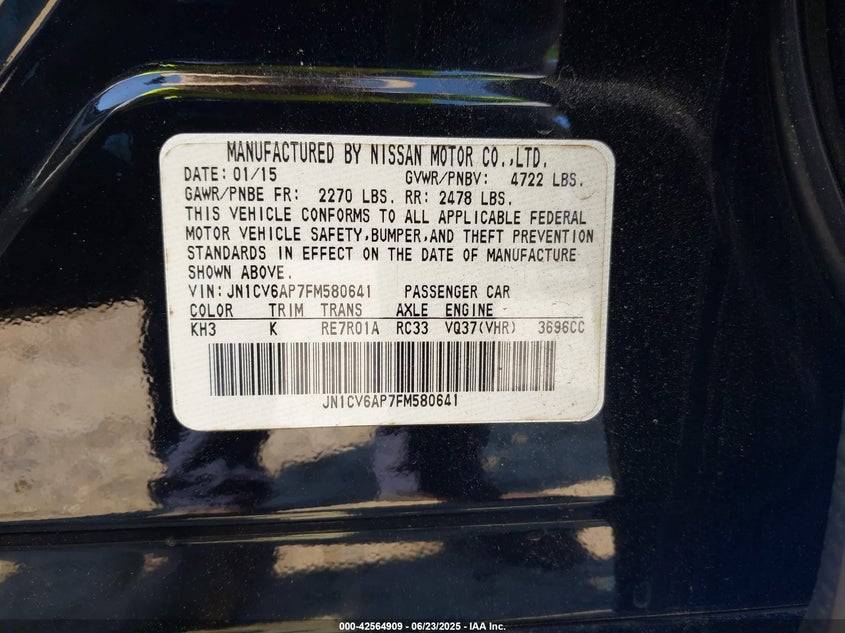 MANUFACTURED BY NISSAN MOTOR CO.,LTD.
DATE: 01/15 GVWR/PNBV: 4722 LBS.
GAWR/PNBE FR: 2270 LBS. RR: 2478 LBS.
THIS VEHICLE CONFORMS TO ALL APPLICABLE FEDERAL
MOTOR VEHICLE SAFETY,BUMPER,AND THEFT PREVENTION
STANDARDS IN EFFECT ON THE DATE OF MANUFACTURE
SHOWN ABOVE.
VIN:JN1CV6AP7FM580641 PASSENGER CAR
COLOR TRIM TRANS AXLE ENGINE
KH3 K RE7R01A RC33 VQ37(VHR) 3696CC
JN1CV6AP7FM580641
000-42564909 - 06/23/2025 - IAA Inc.